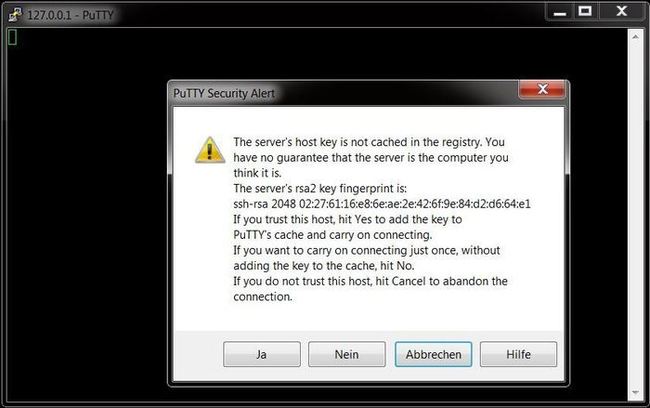 127.0.0.1 - PuTTY
PuTTY Security Alert
The server's host key is not cached in the registry. You
have no guarantee that the server is the computer you
think it is.
The server's rsa2 key fingerprint is:
ssh-rsa 2048 02:27:61:16:e8:6e:ae:2e:42:6f:9e:84:d2:d6:64:e1
If you trust this host, hit Yes to add the key to
PuTTY's cache and carry on connecting.
If you want to carry on connecting just once, without
adding the key to the cache, hit No.
If you do not trust this host, hit Cancel to abandon the
connection.
Ja Nein Abbrechen Hilfe